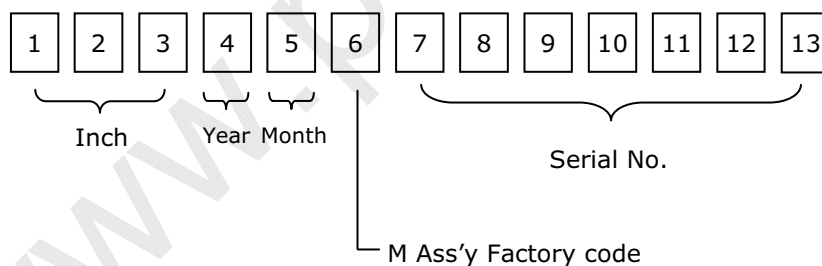 1 2 3 4 5 6 7 8 9 10 11 12 13
Inch Year Month
Serial No.
M Ass’y Factory code
www.p